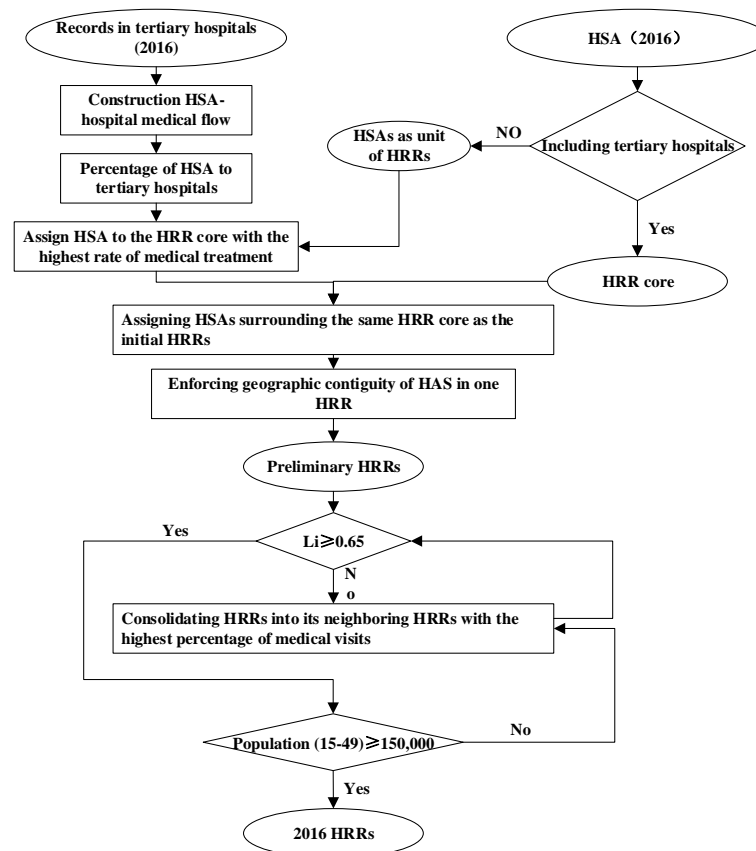 Records in tertiary hospitals
(2016)
HSA（2016）
Construction HSA-
hospital medical flow
NO
HSAs as unit
of HRRs
Including tertiary hospitals
Percentage of HSA to
tertiary hospitals
Yes
Assign HSA to the HRR core with the
highest rate of medical treatment
HRR core
Assigning HSAs surrounding the same HRR core as the
initial HRRs
Enforcing geographic contiguity of HAS in one
HRR
Preliminary HRRs
Yes
Li≥0.65
N
o
Consolidating HRRs into its neighboring HRRs with the
highest percentage of medical visits
No
Population (15-49)≥150,000
Yes
2016 HRRs